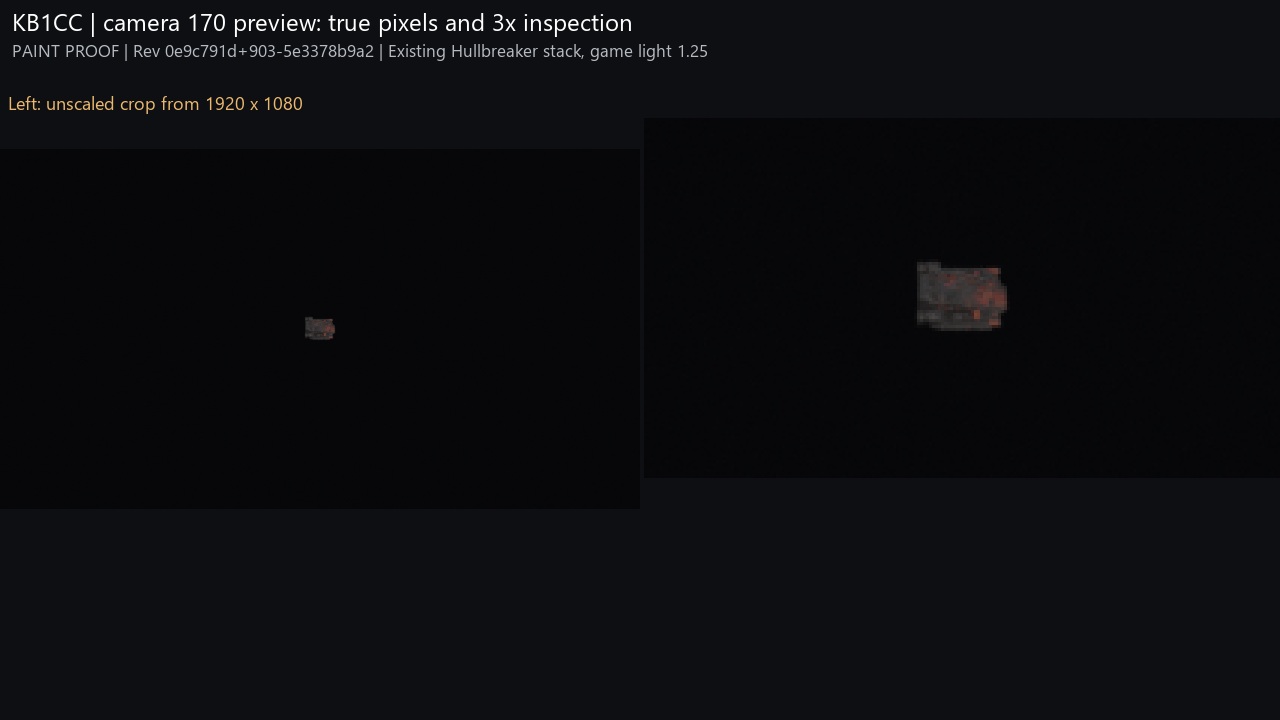 KB1CC | camera 170 preview: true pixels and 3x inspection
PAINT PROOF | Rev 0e9c791d+903-5e3378b9a2 | Existing Hullbreaker stack, game light 1.25
Left: unscaled crop from 1920 x 1080